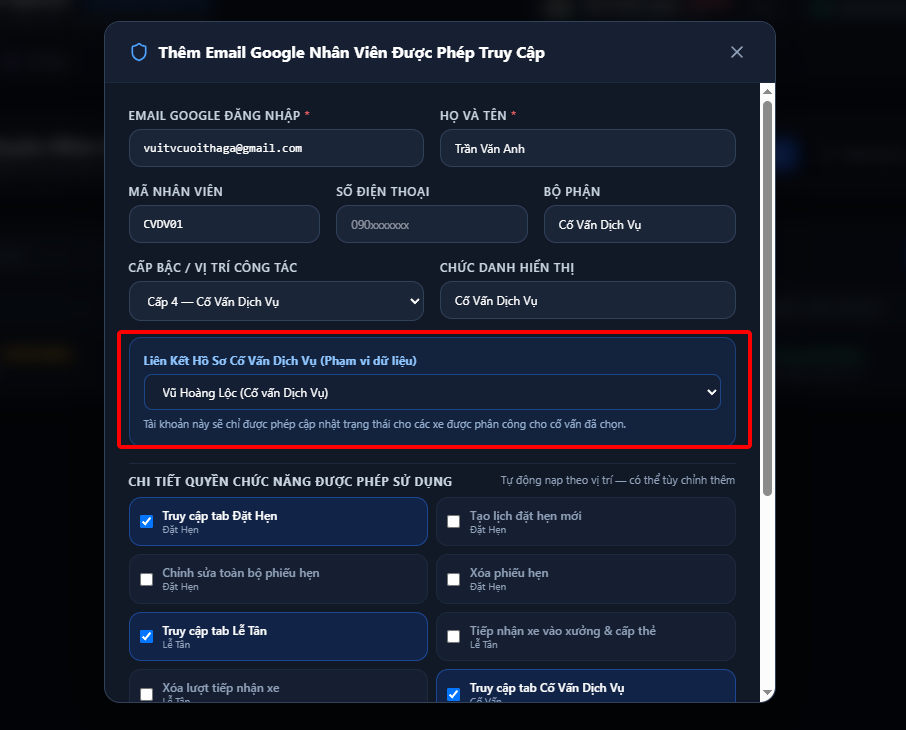 Thêm Email Google Nhân Viên Được Phép Truy Cập
EMAIL GOOGLE ĐĂNG NHẬP * HỌ VÀ TÊN *
vuitvcuoithaga@gmail.com Trần Văn Anh
MÃ NHÂN VIÊN SỐ ĐIỆN THOẠI BỘ PHẬN
CVDV01 090xxxxxxx Cố Vấn Dịch Vụ
CẤP BẬC / VỊ TRÍ CÔNG TÁC CHỨC DANH HIỂN THỊ
Cấp 4 — Cố Vấn Dịch Vụ Cố Vấn Dịch Vụ
Liên Kết Hồ Sơ Cố Vấn Dịch Vụ (Phạm vi dữ liệu)
Vũ Hoàng Lộc (Cố vấn Dịch Vụ)
Tài khoản này sẽ chỉ được phép cập nhật trạng thái cho các xe được phân công cho cố vấn đã chọn.
CHI TIẾT QUYỀN CHỨC NĂNG ĐƯỢC PHÉP SỬ DỤNG Tự động nạp theo vị trí — có thể tùy chỉnh thêm
Truy cập tab Đặt Hẹn Tạo lịch đặt hẹn mới
Đặt Hẹn Đặt Hẹn
Chỉnh sửa toàn bộ phiếu hẹn Xóa phiếu hẹn
Đặt Hẹn Đặt Hẹn
Truy cập tab Lễ Tân Tiếp nhận xe vào xưởng & cấp thẻ
Lễ Tân Lễ Tân
Xóa lượt tiếp nhận xe Truy cập tab Cố Vấn Dịch Vụ
Lễ Tân Cố Vấn